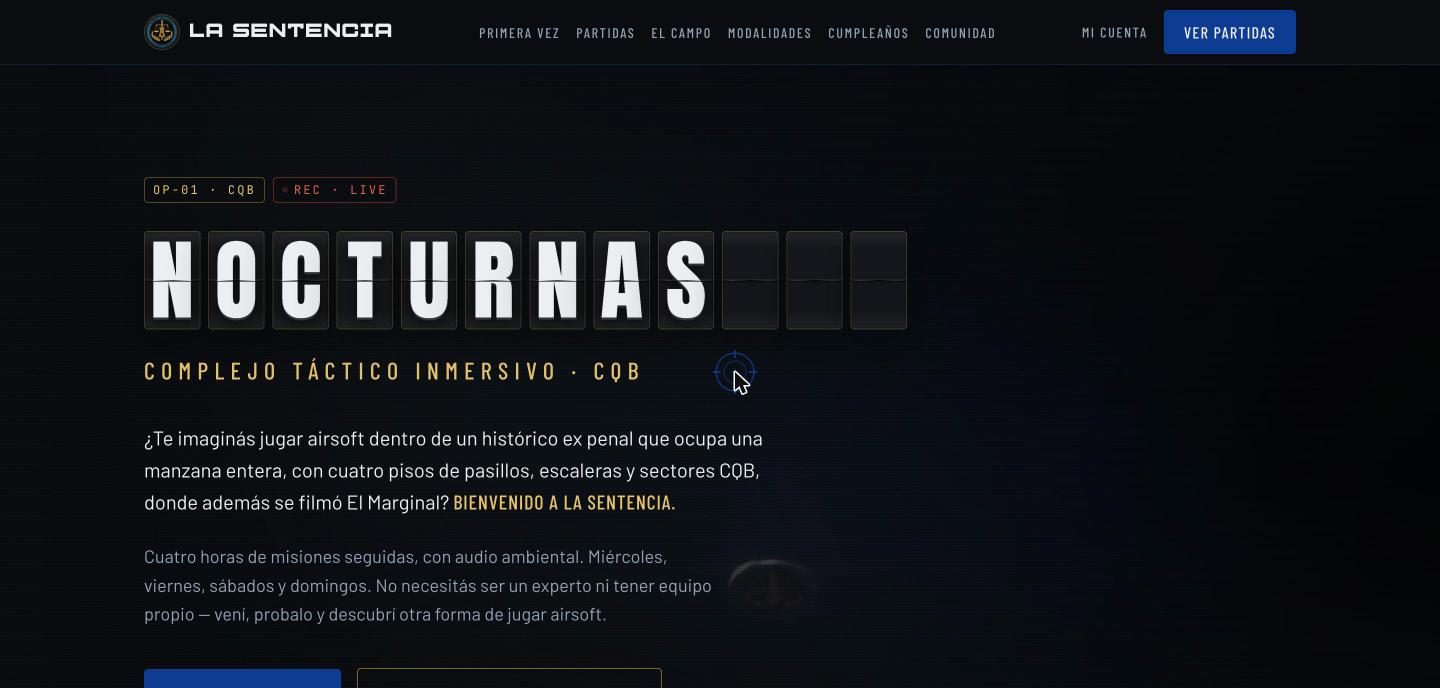 LA SENTENCIA
PRIMERA VEZ
PARTIDAS
EL CAMPO
MODALIDADES
CUMPLEAÑOS
COMUNIDAD
MI CUENTA
VER PARTIDAS
OP-01 · CQB
REC · LIVE
NOCTURNAS
COMPLEJO TÁCTICO INMERSIVO · CQB
¿Te imaginás jugar airsoft dentro de un histórico ex penal que ocupa una
manzana entera, con cuatro pisos de pasillos, escaleras y sectores CQB,
donde además se filmó El Marginal? BIENVENIDO A LA SENTENCIA.
Cuatro horas de misiones seguidas, con audio ambiental. Miércoles,
viernes, sábados y domingos. No necesitás ser un experto ni tener equipo
propio — vení, probalo y descubrí otra forma de jugar airsoft.